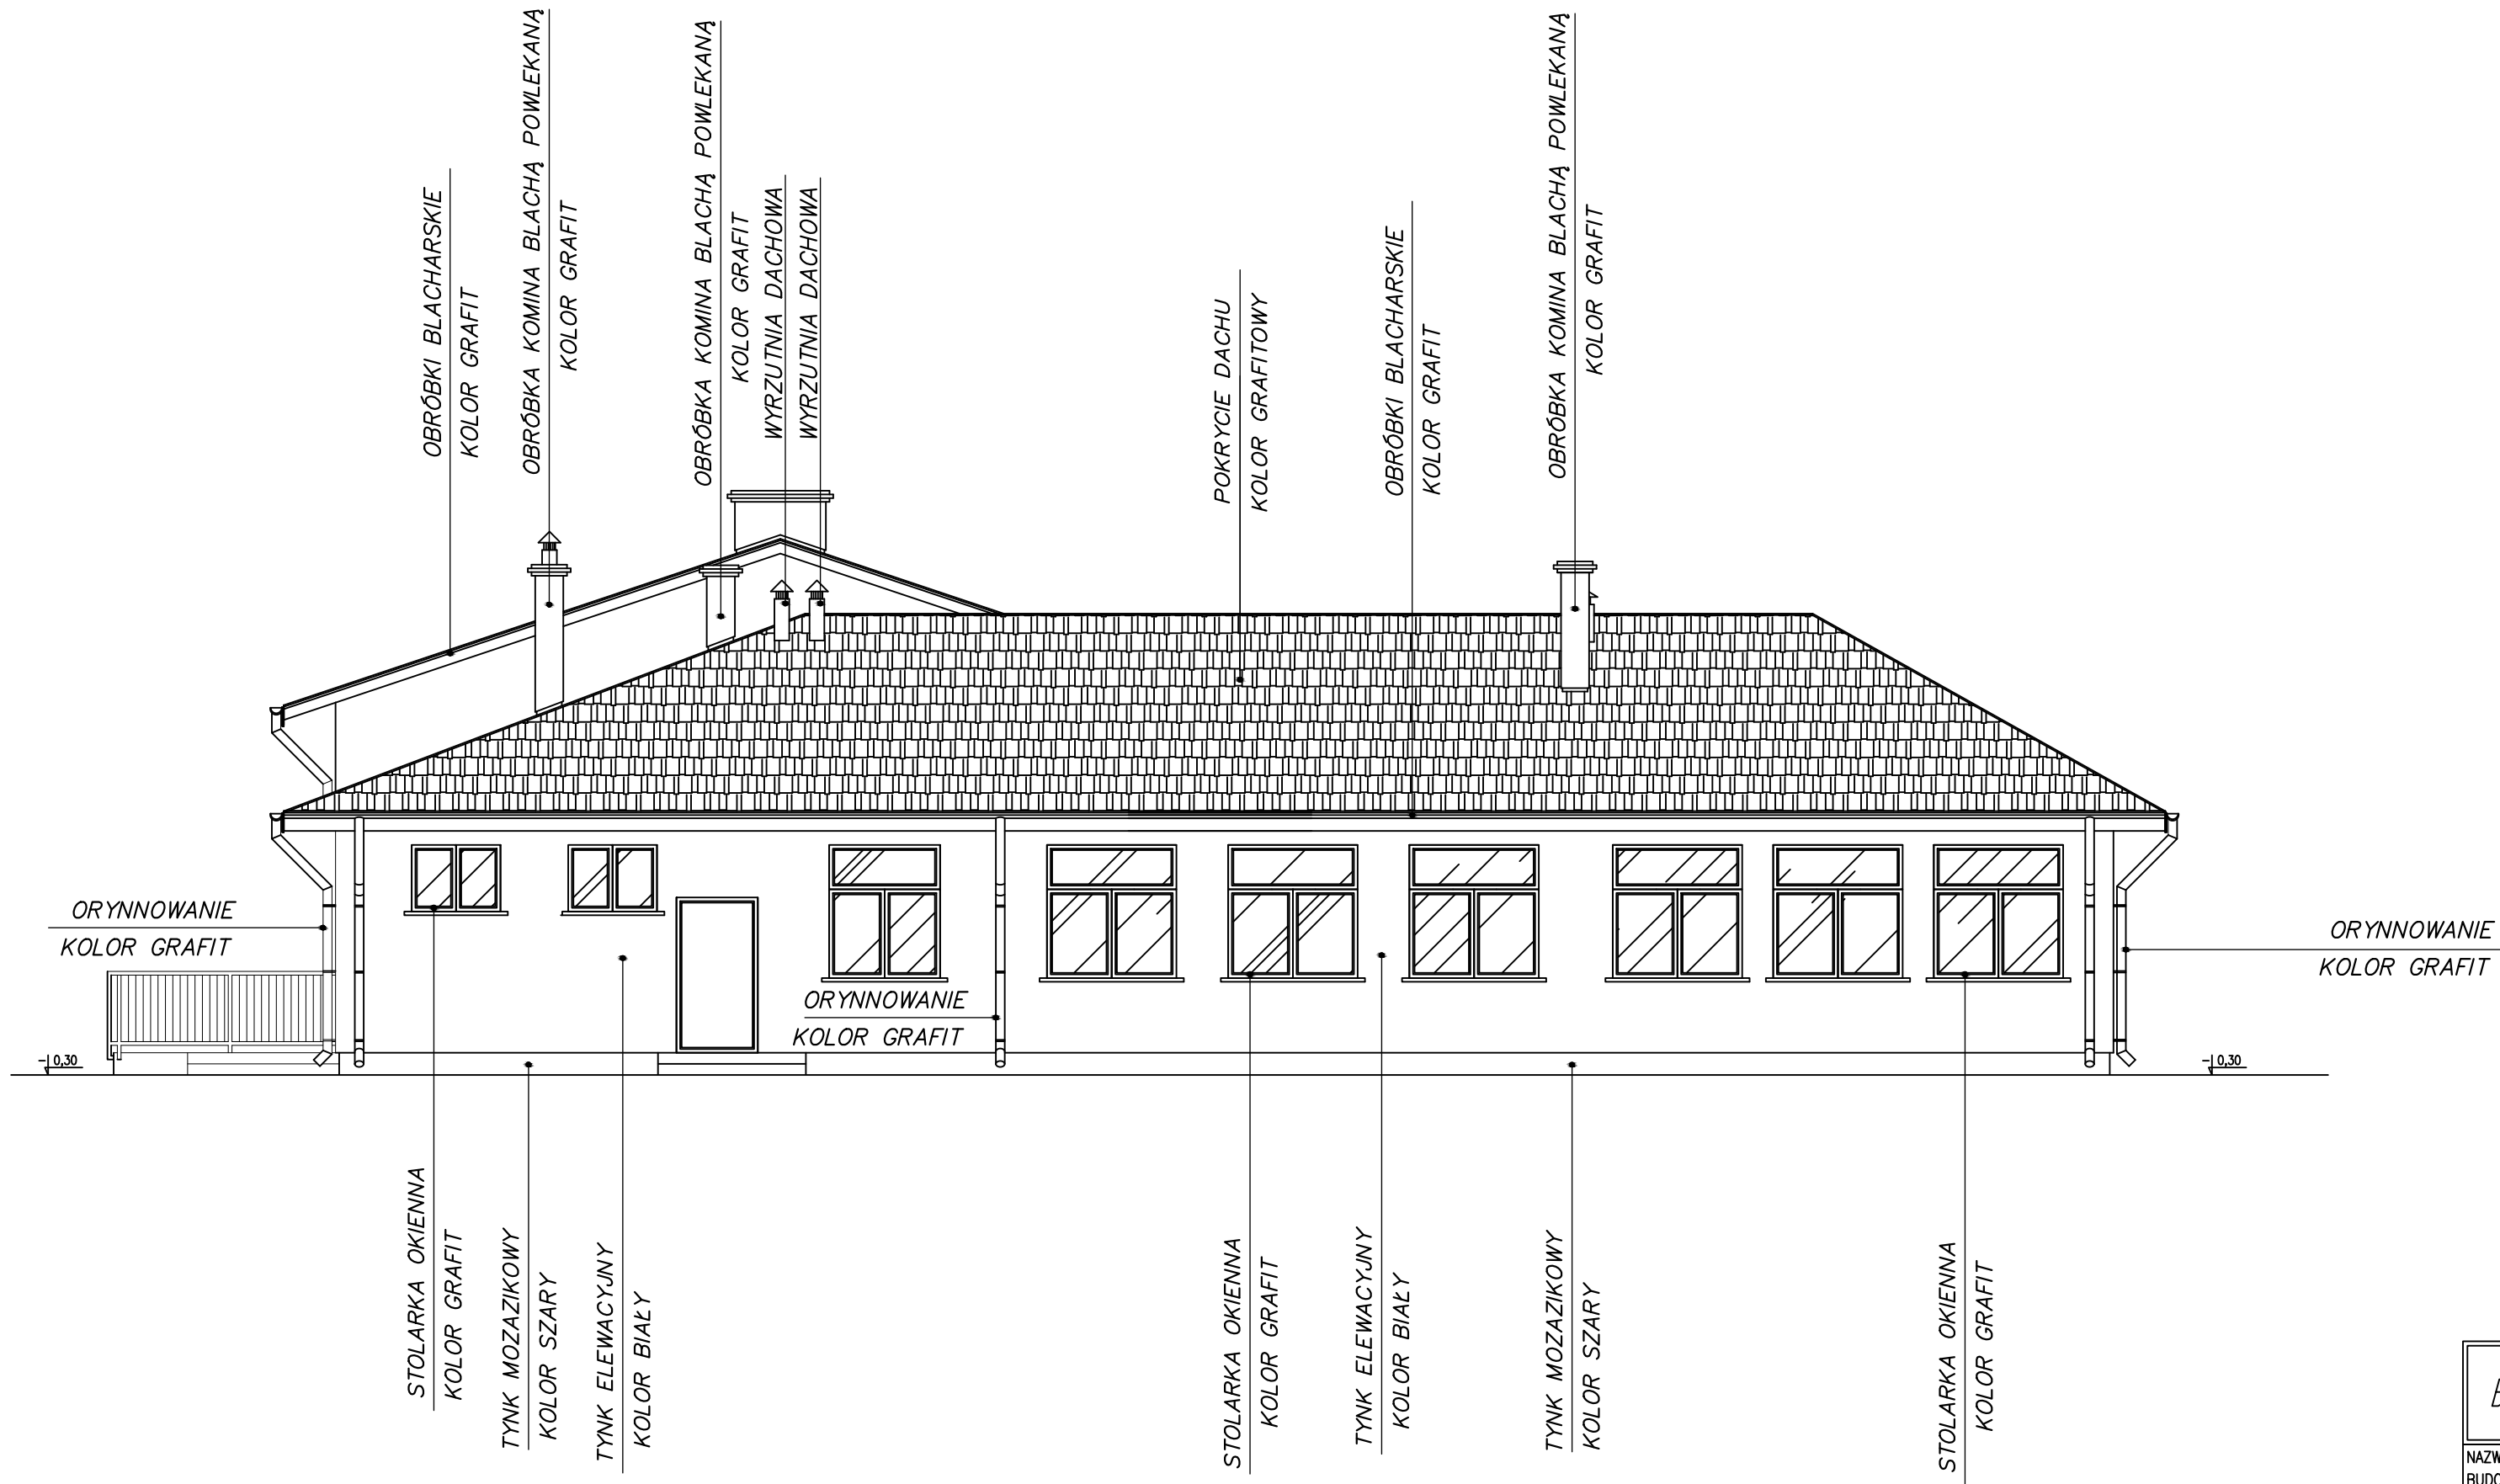 OBRÓBKI BLACHARSKIE
KOLOR GRAFIT
OBRÓBKA KOMINA BLACHĄ POWLEKANĄ
KOLOR GRAFIT
OBRÓBKA KOMINA BLACHĄ POWLEKANĄ
KOLOR GRAFIT
WYRZUTNIA DACHOWA
WYRZUTNIA DACHOWA
POKRYCIE DACHU
KOLOR GRAFITOWY
OBRÓBKI BLACHARSKIE
KOLOR GRAFIT
OBRÓBKA KOMINA BLACHĄ POWLEKANĄ
KOLOR GRAFIT
ORYNNOWANIE
KOLOR GRAFIT
ORYNNOWANIE
KOLOR GRAFIT
ORYNNOWANIE
KOLOR GRAFIT
- 0,30
- 0,30
STOLARKA OKIENNA
KOLOR GRAFIT
TYNK MOZAZIKOWY
KOLOR SZARY
TYNK ELEWACYJNY
KOLOR BIAŁY
STOLARKA OKIENNA
KOLOR GRAFIT
TYNK ELEWACYJNY
KOLOR BIAŁY
TYNK MOZAZIKOWY
KOLOR SZARY
STOLARKA OKIENNA
KOLOR GRAFIT